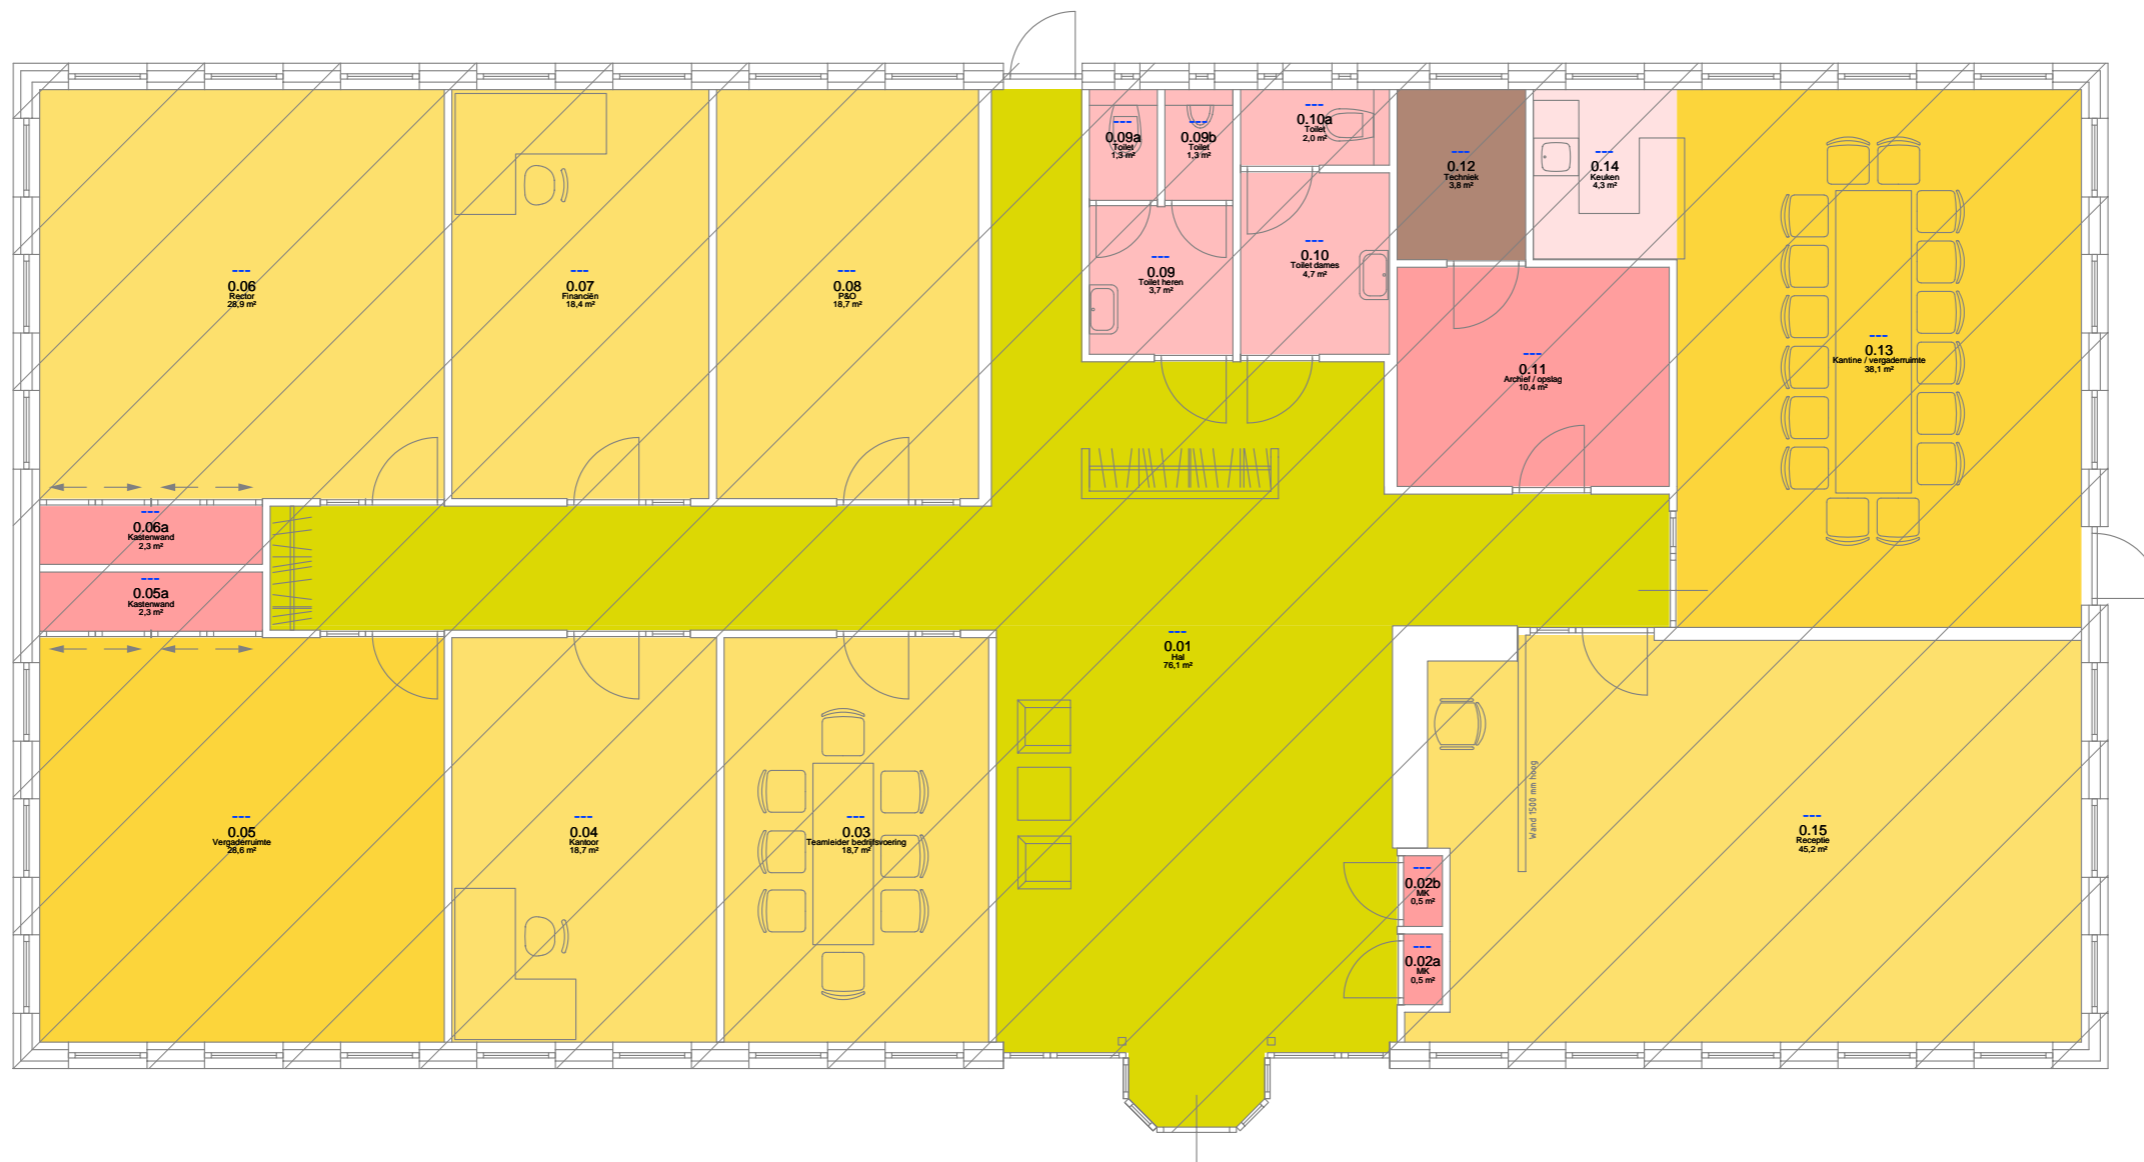 ---
0.09a
Toilet
1,3 m²
---
0.09b
Toilet
1,3 m²
---
0.10a
Toilet
2,0 m²
---
0.12
Techniek
3,8 m²
---
0.14
Keuken
4,3 m²
---
0.06
Rector
28,9 m²
---
0.07
Financiën
18,4 m²
---
0.08
P&O
18,7 m²
---
0.09
Toilet heren
3,7 m²
---
0.10
Toilet dames
4,7 m²
---
0.11
Archief / opslag
10,4 m²
---
0.13
Kantine / vergaderruimte
38,1 m²
---
0.06a
Kastenwand
2,3 m²
---
0.05a
Kastenwand
2,3 m²
---
0.01
Hal
76,1 m²
---
0.05
Vergaderruimte
28,6 m²
---
0.04
Kantoor
18,7 m²
---
0.03
Teamleider bedrijfsvoering
18,7 m²
Wand 1500 mm hoog
---
0.15
Receptie
45,2 m²
---
0.02b
MK
0,5 m²
---
0.02a
MK
0,5 m²